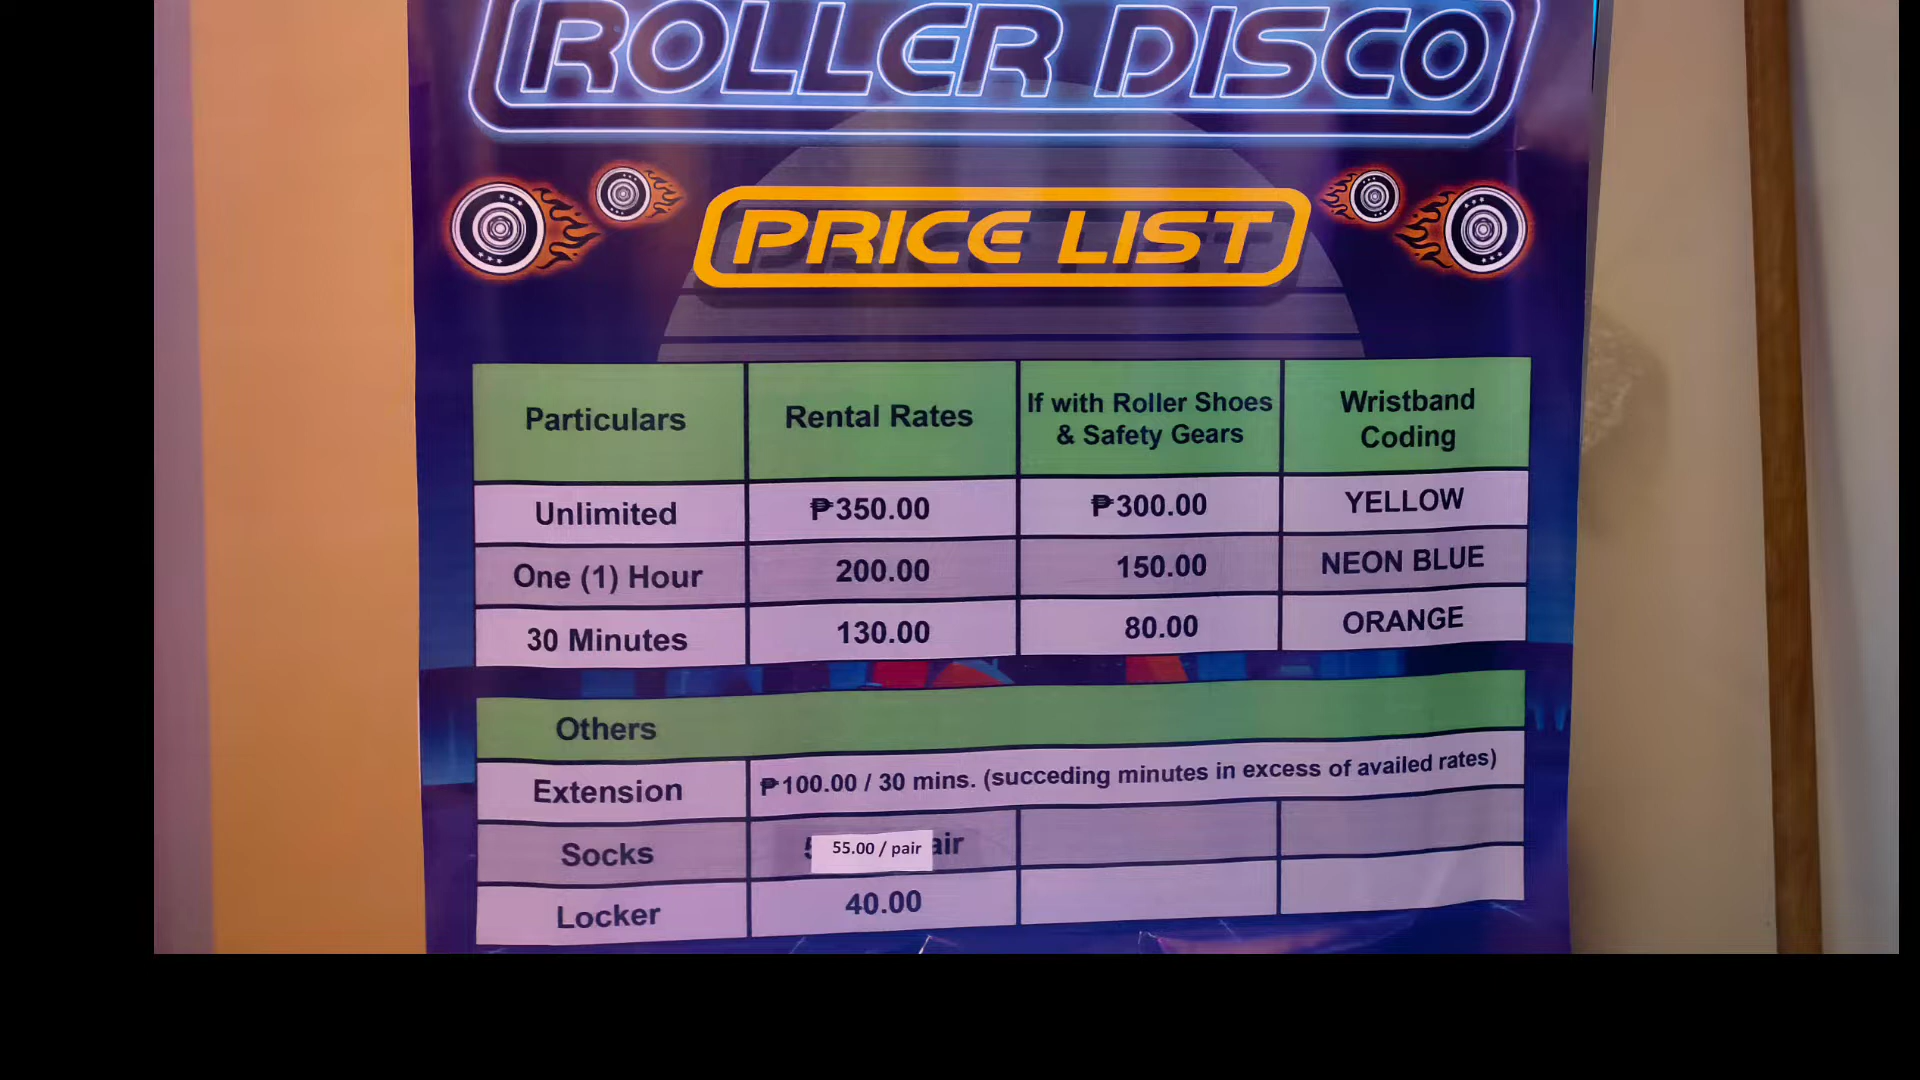 ROLLER DISCO
PRICE LIST
Particulars Rental Rates If with Roller Shoes & Safety Gears Wristband Coding
Unlimited ₱350.00 ₱300.00 YELLOW
One (1) Hour 200.00 150.00 NEON BLUE
30 Minutes 130.00 80.00 ORANGE
Others
Extension ₱100.00 / 30 mins. (succeding minutes in excess of availed rates)
Socks 55.00 / pair
Locker 40.00